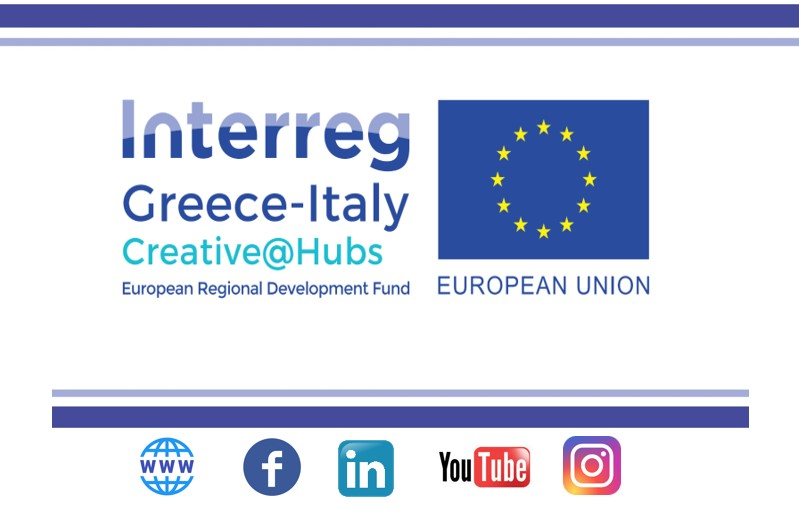 Interreg
Greece-Italy
Creative@Hubs
European Regional Development Fund
EUROPEAN UNION
WWW
f
in
YouTube